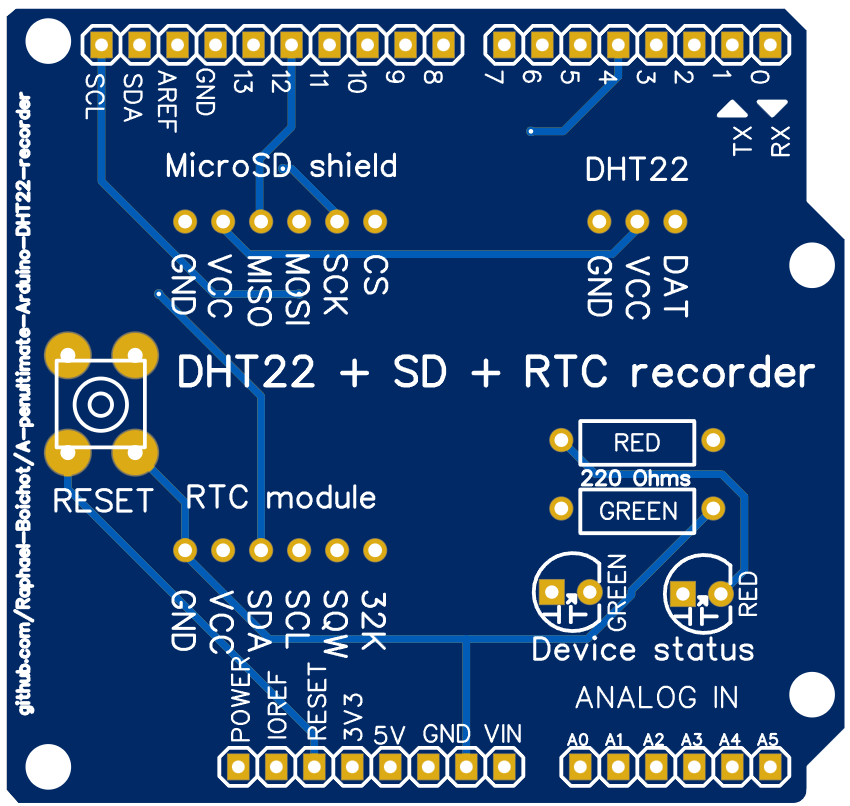 SCL SDA AREF GND 13 12 11 10 9 8 7 6 5 4 3 2 1 0
TX RX
MicroSD shield
DHT22
GND VCC MISO MOSI SCK CS
GND VCC DAT
github.com/Raphael-Boichot/A-penultimate-Arduino-DHT22-recorder
DHT22 + SD + RTC recorder
RED
220 Ohms
GREEN
RESET
RTC module
GREEN
RED
GND VCC SDA SCL SQW 32K
Device status
POWER IOREF RESET 3V3 5V GND VIN
ANALOG IN
A0 A1 A2 A3 A4 A5